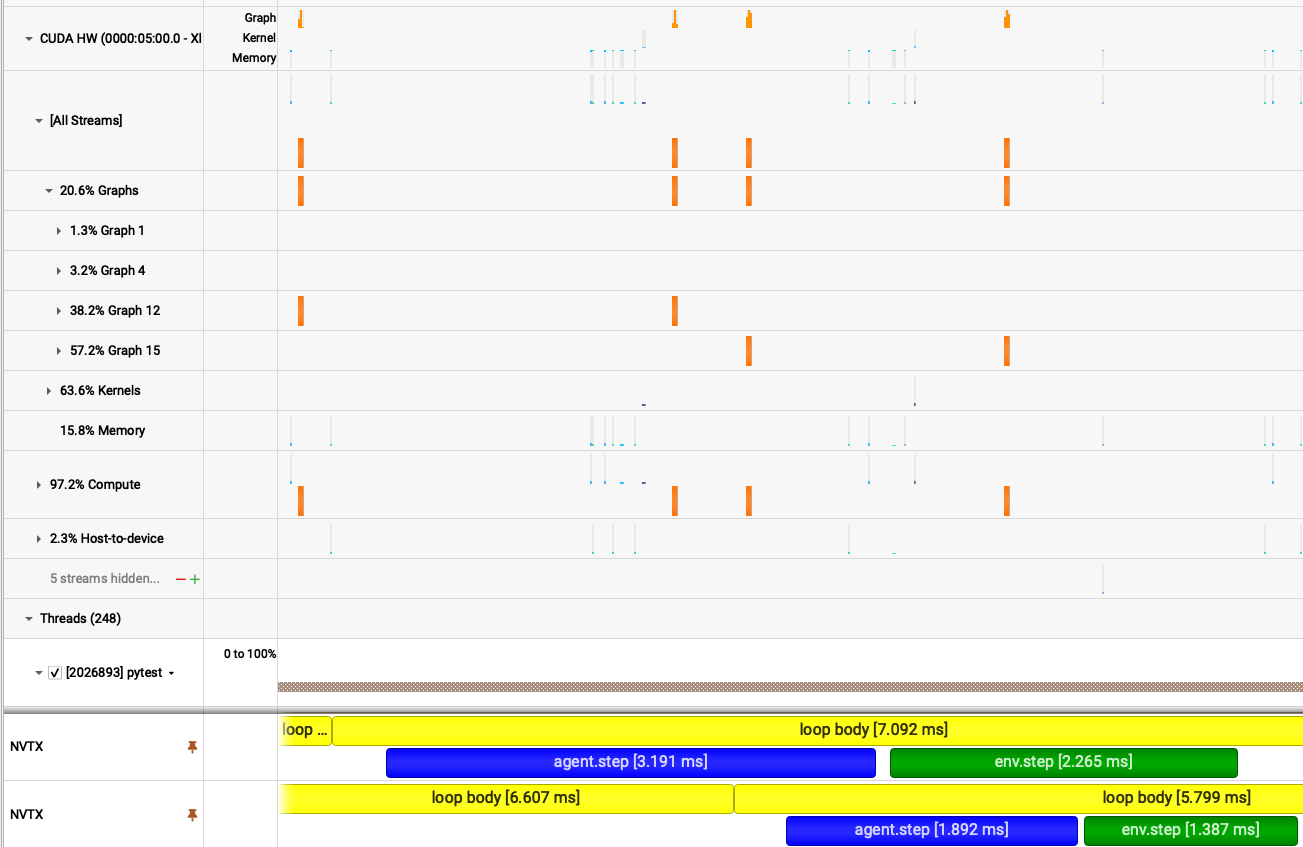 Graph
CUDA HW (0000:05:00.0 - XI
Kernel
Memory
[All Streams]
20.6% Graphs
1.3% Graph 1
3.2% Graph 4
38.2% Graph 12
57.2% Graph 15
63.6% Kernels
15.8% Memory
97.2% Compute
2.3% Host-to-device
5 streams hidden...
Threads (248)
0 to 100%
[2026893] pytest
NVTX
loop ...
loop body [7.092 ms]
agent.step [3.191 ms]
env.step [2.265 ms]
NVTX
loop body [6.607 ms]
loop body [5.799 ms]
agent.step [1.892 ms]
env.step [1.387 ms]